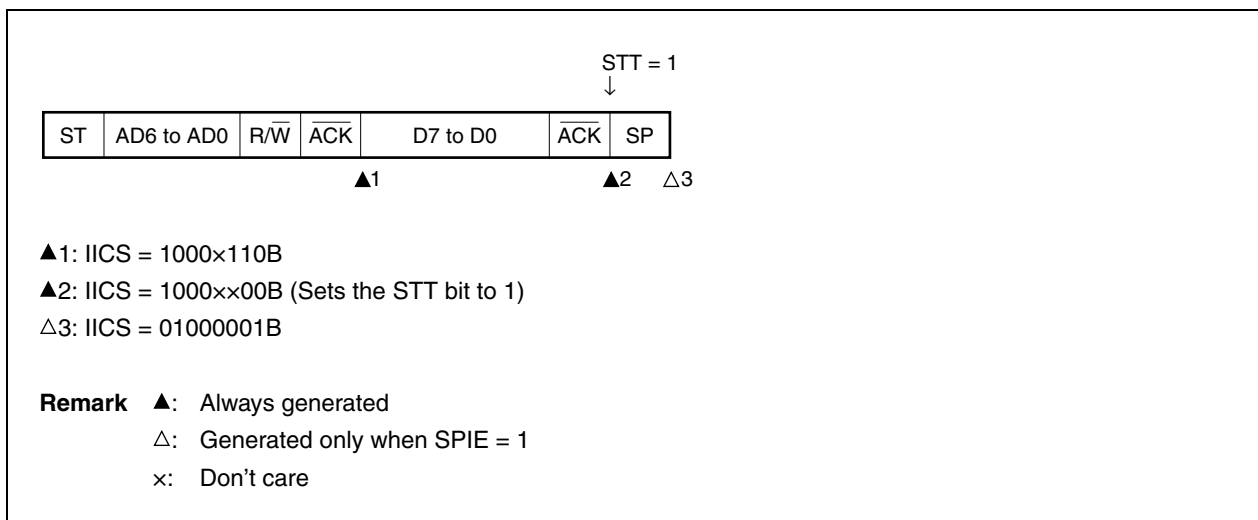 STT = 1
↓
ST AD6 to AD0 R/W̅ A̅C̅K̅ D7 to D0 A̅C̅K̅ SP
▲1 ▲2 △3
▲1: IICS = 1000×110B
▲2: IICS = 1000××00B (Sets the STT bit to 1)
△3: IICS = 01000001B
Remark ▲: Always generated
△: Generated only when SPIE = 1
×: Don't care